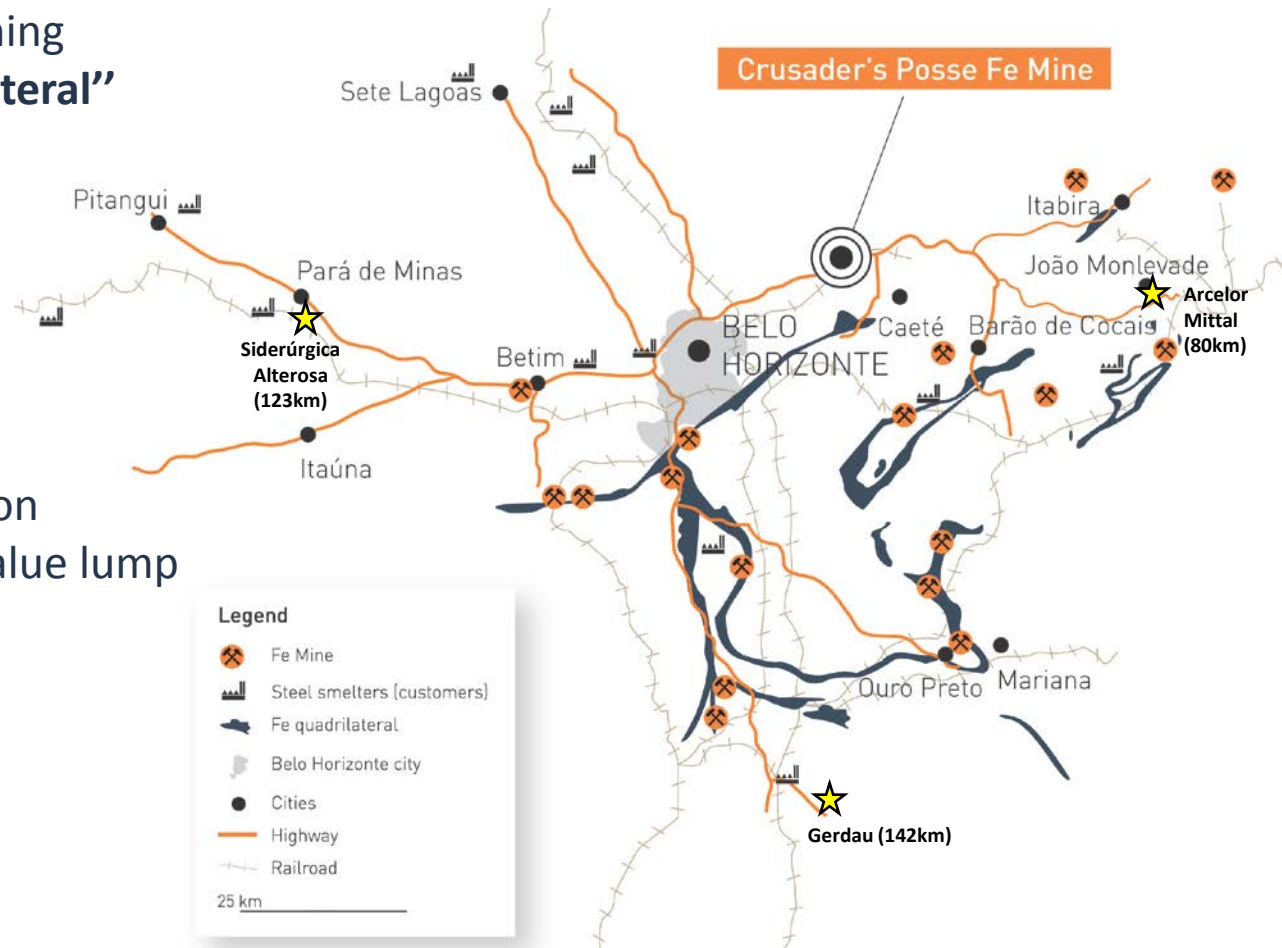 ning
teral”
Crusader's Posse Fe Mine
Sete Lagoas
Pitangui
Itabira
Pará de Minas
João Monlevade
Arcelor
Mittal
(80km)
Siderúrgica
Alterosa
(123km)
Betim
BELO
HORIZONTE
Caeté
Barão de Cocais
Itaúna
on
alue lump
Ouro Preto
Mariana
Gerdau (142km)
Legend
Fe Mine
Steel smelters (customers)
Fe quadrilateral
Belo Horizonte city
Cities
Highway
Railroad
25 km